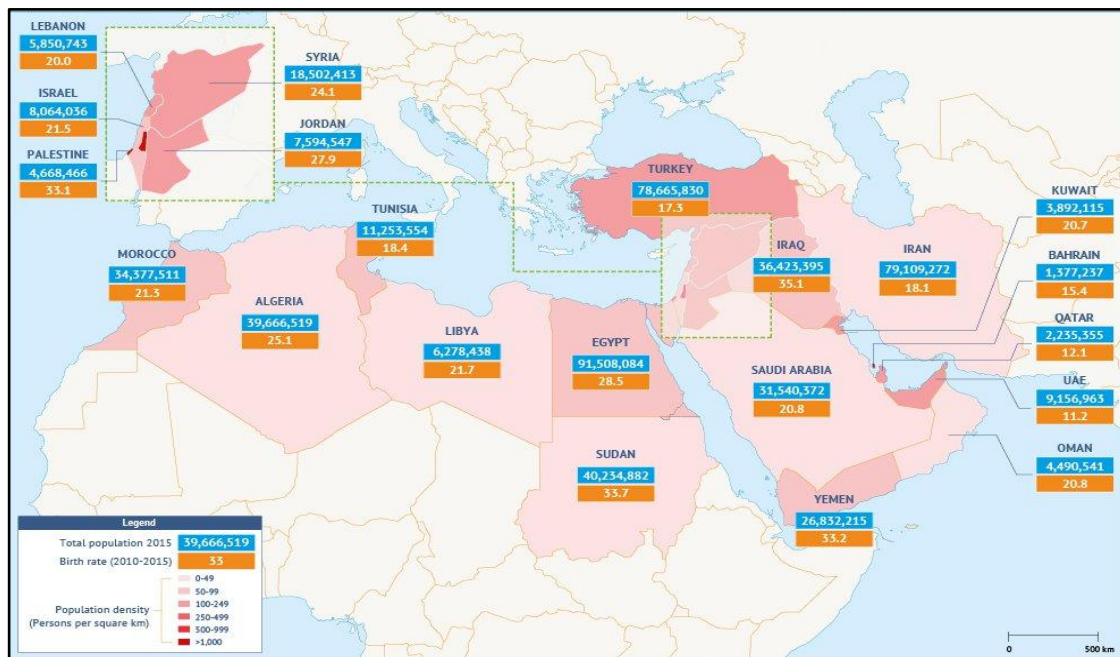 LEBANON
5,850,743
20.0
ISRAEL
8,064,036
21.5
PALESTINE
4,668,466
33.1
SYRIA
18,502,413
24.1
JORDAN
7,594,547
27.9
TUNISIA
11,253,554
18.4
TURKEY
78,665,830
17.3
KUWAIT
3,892,115
20.7
BAHRAIN
1,377,237
15.4
QATAR
2,235,355
12.1
UAE
9,156,963
11.2
OMAN
4,490,541
20.8
MOROCCO
34,377,511
21.3
ALGERIA
39,666,519
25.1
LIBYA
6,278,438
21.7
EGYPT
91,508,084
28.5
IRAQ
36,423,395
35.1
IRAN
79,109,272
18.1
SAUDI ARABIA
31,540,372
20.8
SUDAN
40,234,882
33.7
YEMEN
26,832,215
33.2
Legend
Total population 2015 39,666,519
Birth rate (2010-2015) 33
Population density
(Persons per square km)
0-49
50-99
100-249
250-499
500-999
>1,000
0 500 km